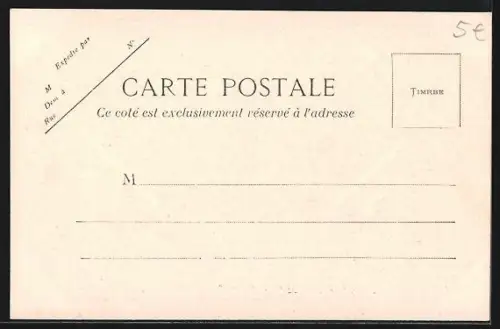 5€
Expédié par
M
Dem t à
Rue
N°
CARTE POSTALE
Ce coté est exclusivement réservé à l'adresse
TIMBRE
M